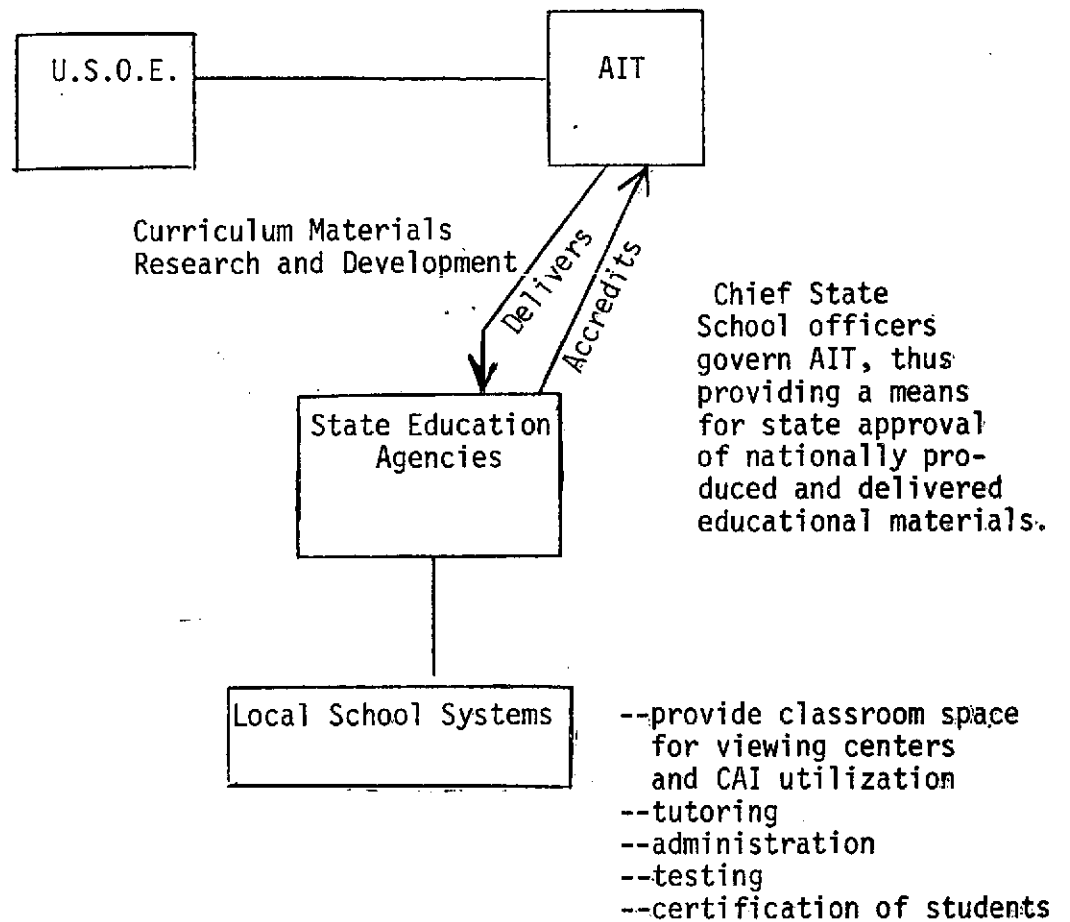 U.S.O.E.
AIT
Curriculum Materials
Research and Development
Delivers
Accredits
Chief State
School officers
govern AIT, thus
providing a means
for state approval
of nationally pro-
duced and delivered
educational materials.
State Education
Agencies
Local School Systems
--provide classroom space
for viewing centers
and CAI utilization
--tutoring
--administration
--testing
--certification of students